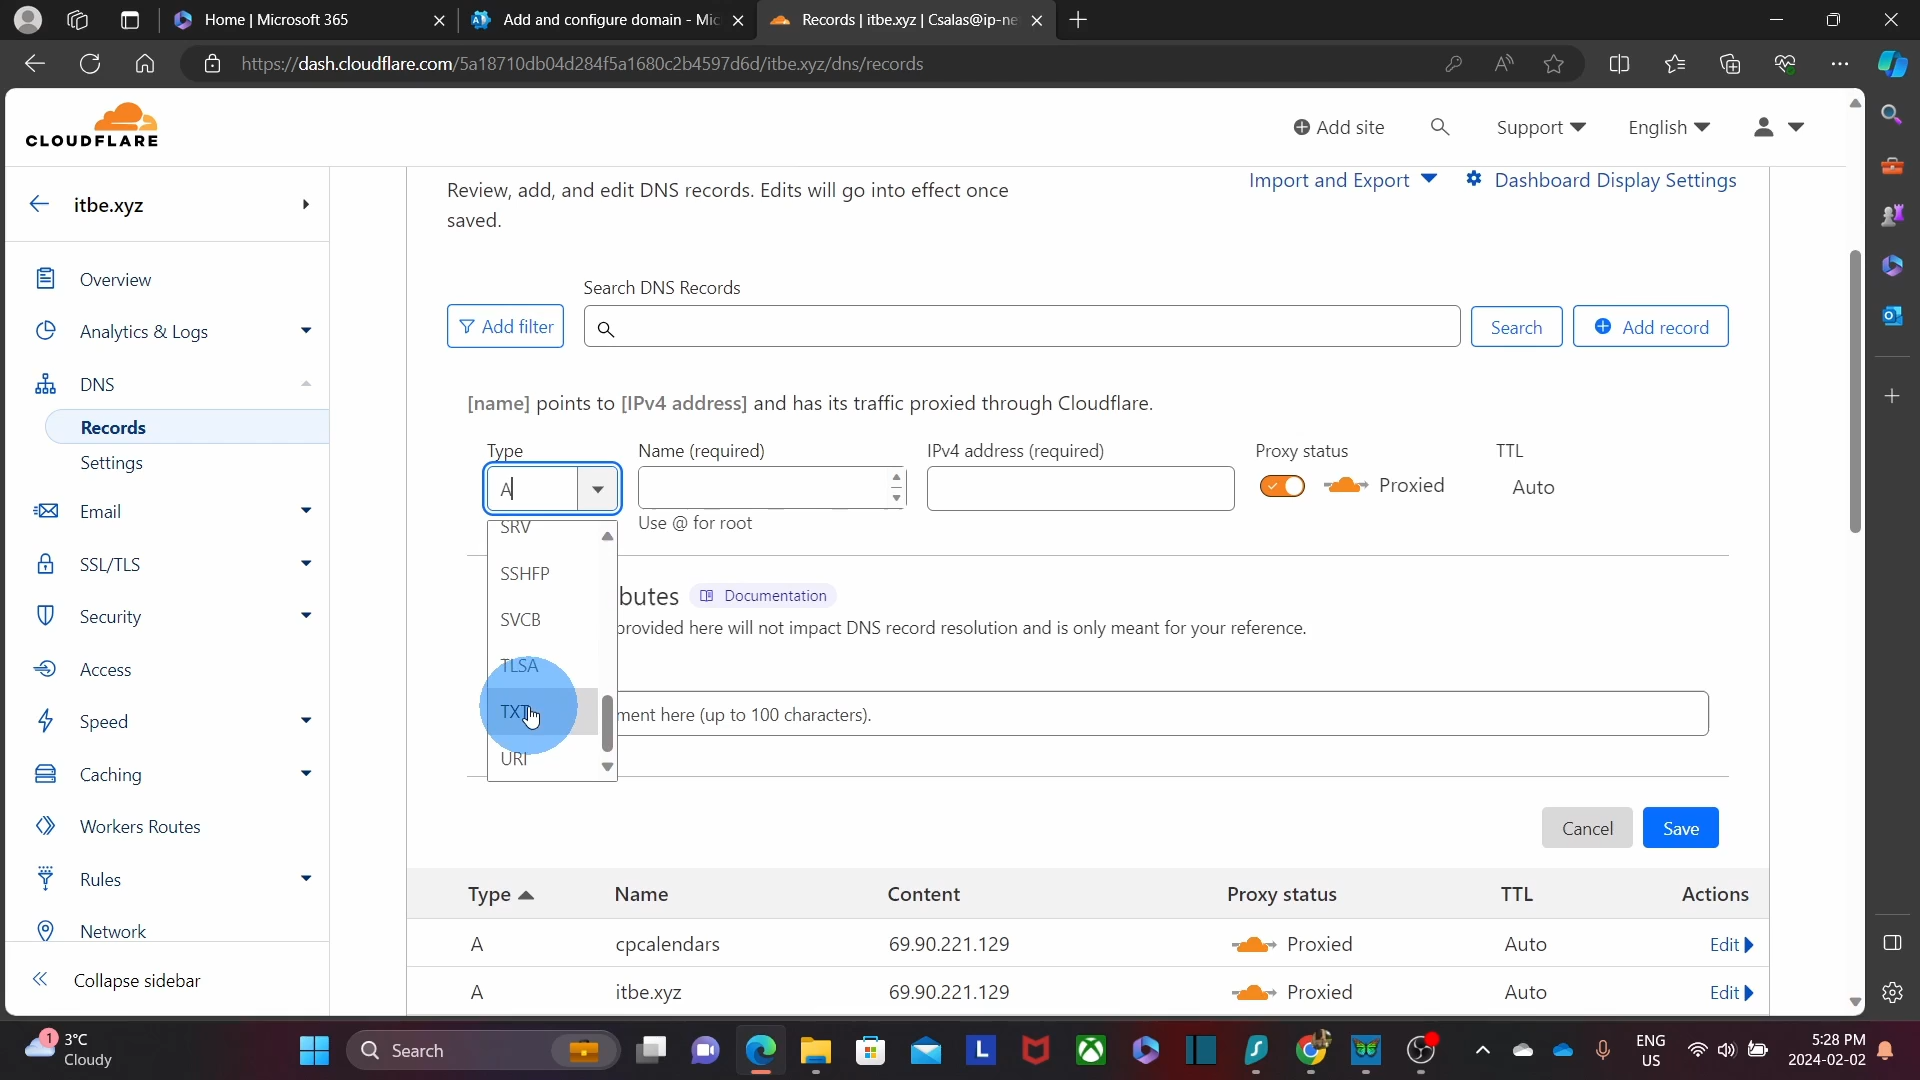 Home | Microsoft 365
Add and configure domain - Mic
Records | itbe.xyz | Csalas@ip-ne
https://dash.cloudflare.com/5a18710db04d284f5a1680c2b4597d6d/itbe.xyz/dns/records
CLOUDFLARE
Add site
Support
English
itbe.xyz
Overview
Analytics & Logs
DNS
Records
Settings
Email
SSL/TLS
Security
Access
Speed
Caching
Workers Routes
Rules
Network
Collapse sidebar
Review, add, and edit DNS records. Edits will go into effect once
saved.
Import and Export
Dashboard Display Settings
Search DNS Records
Add filter
Search
Add record
[name] points to [IPv4 address] and has its traffic proxied through Cloudflare.
Type
Name (required)
IPv4 address (required)
Proxy status
TTL
A
Proxied
Auto
Use @ for root
SRV
SSHFP
SVCB
TLSA
TXT
URI
butes
Documentation
provided here will not impact DNS record resolution and is only meant for your reference.
ment here (up to 100 characters).
Cancel
Save
Type Name Content Proxy status TTL Actions
A cpcalendars 69.90.221.129 Proxied Auto Edit
A itbe.xyz 69.90.221.129 Proxied Auto Edit
1
3°C
Cloudy
Search
L
ENG
US
5:28 PM
2024-02-02